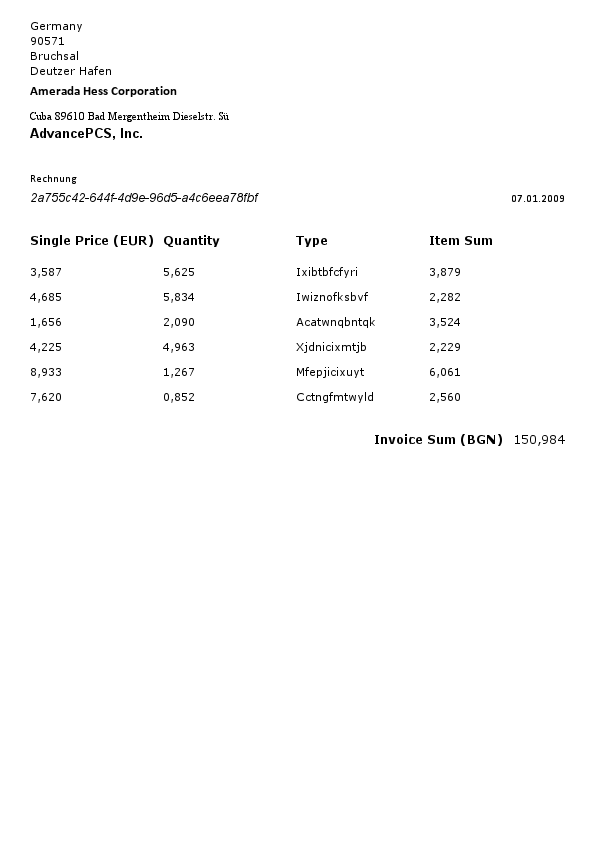 Germany
90571
Bruchsal
Deutzer Hafen
Amerada Hess Corporation
Cuba 89610 Bad Mergentheim Dieselstr. Sü
AdvancePCS, Inc.
Rechnung
2a755c42-644f-4d9e-96d5-a4c6eea78fbf 07.01.2009
Single Price (EUR) Quantity Type Item Sum
3,587 5,625 Ixibtbfcfyri 3,879
4,685 5,834 Iwiznofksbvf 2,282
1,656 2,090 Acatwnqbntqk 3,524
4,225 4,963 Xjdnicixmtjb 2,229
8,933 1,267 Mfepjicixuyt 6,061
7,620 0,852 Cctngfmtwyld 2,560
Invoice Sum (BGN) 150,984